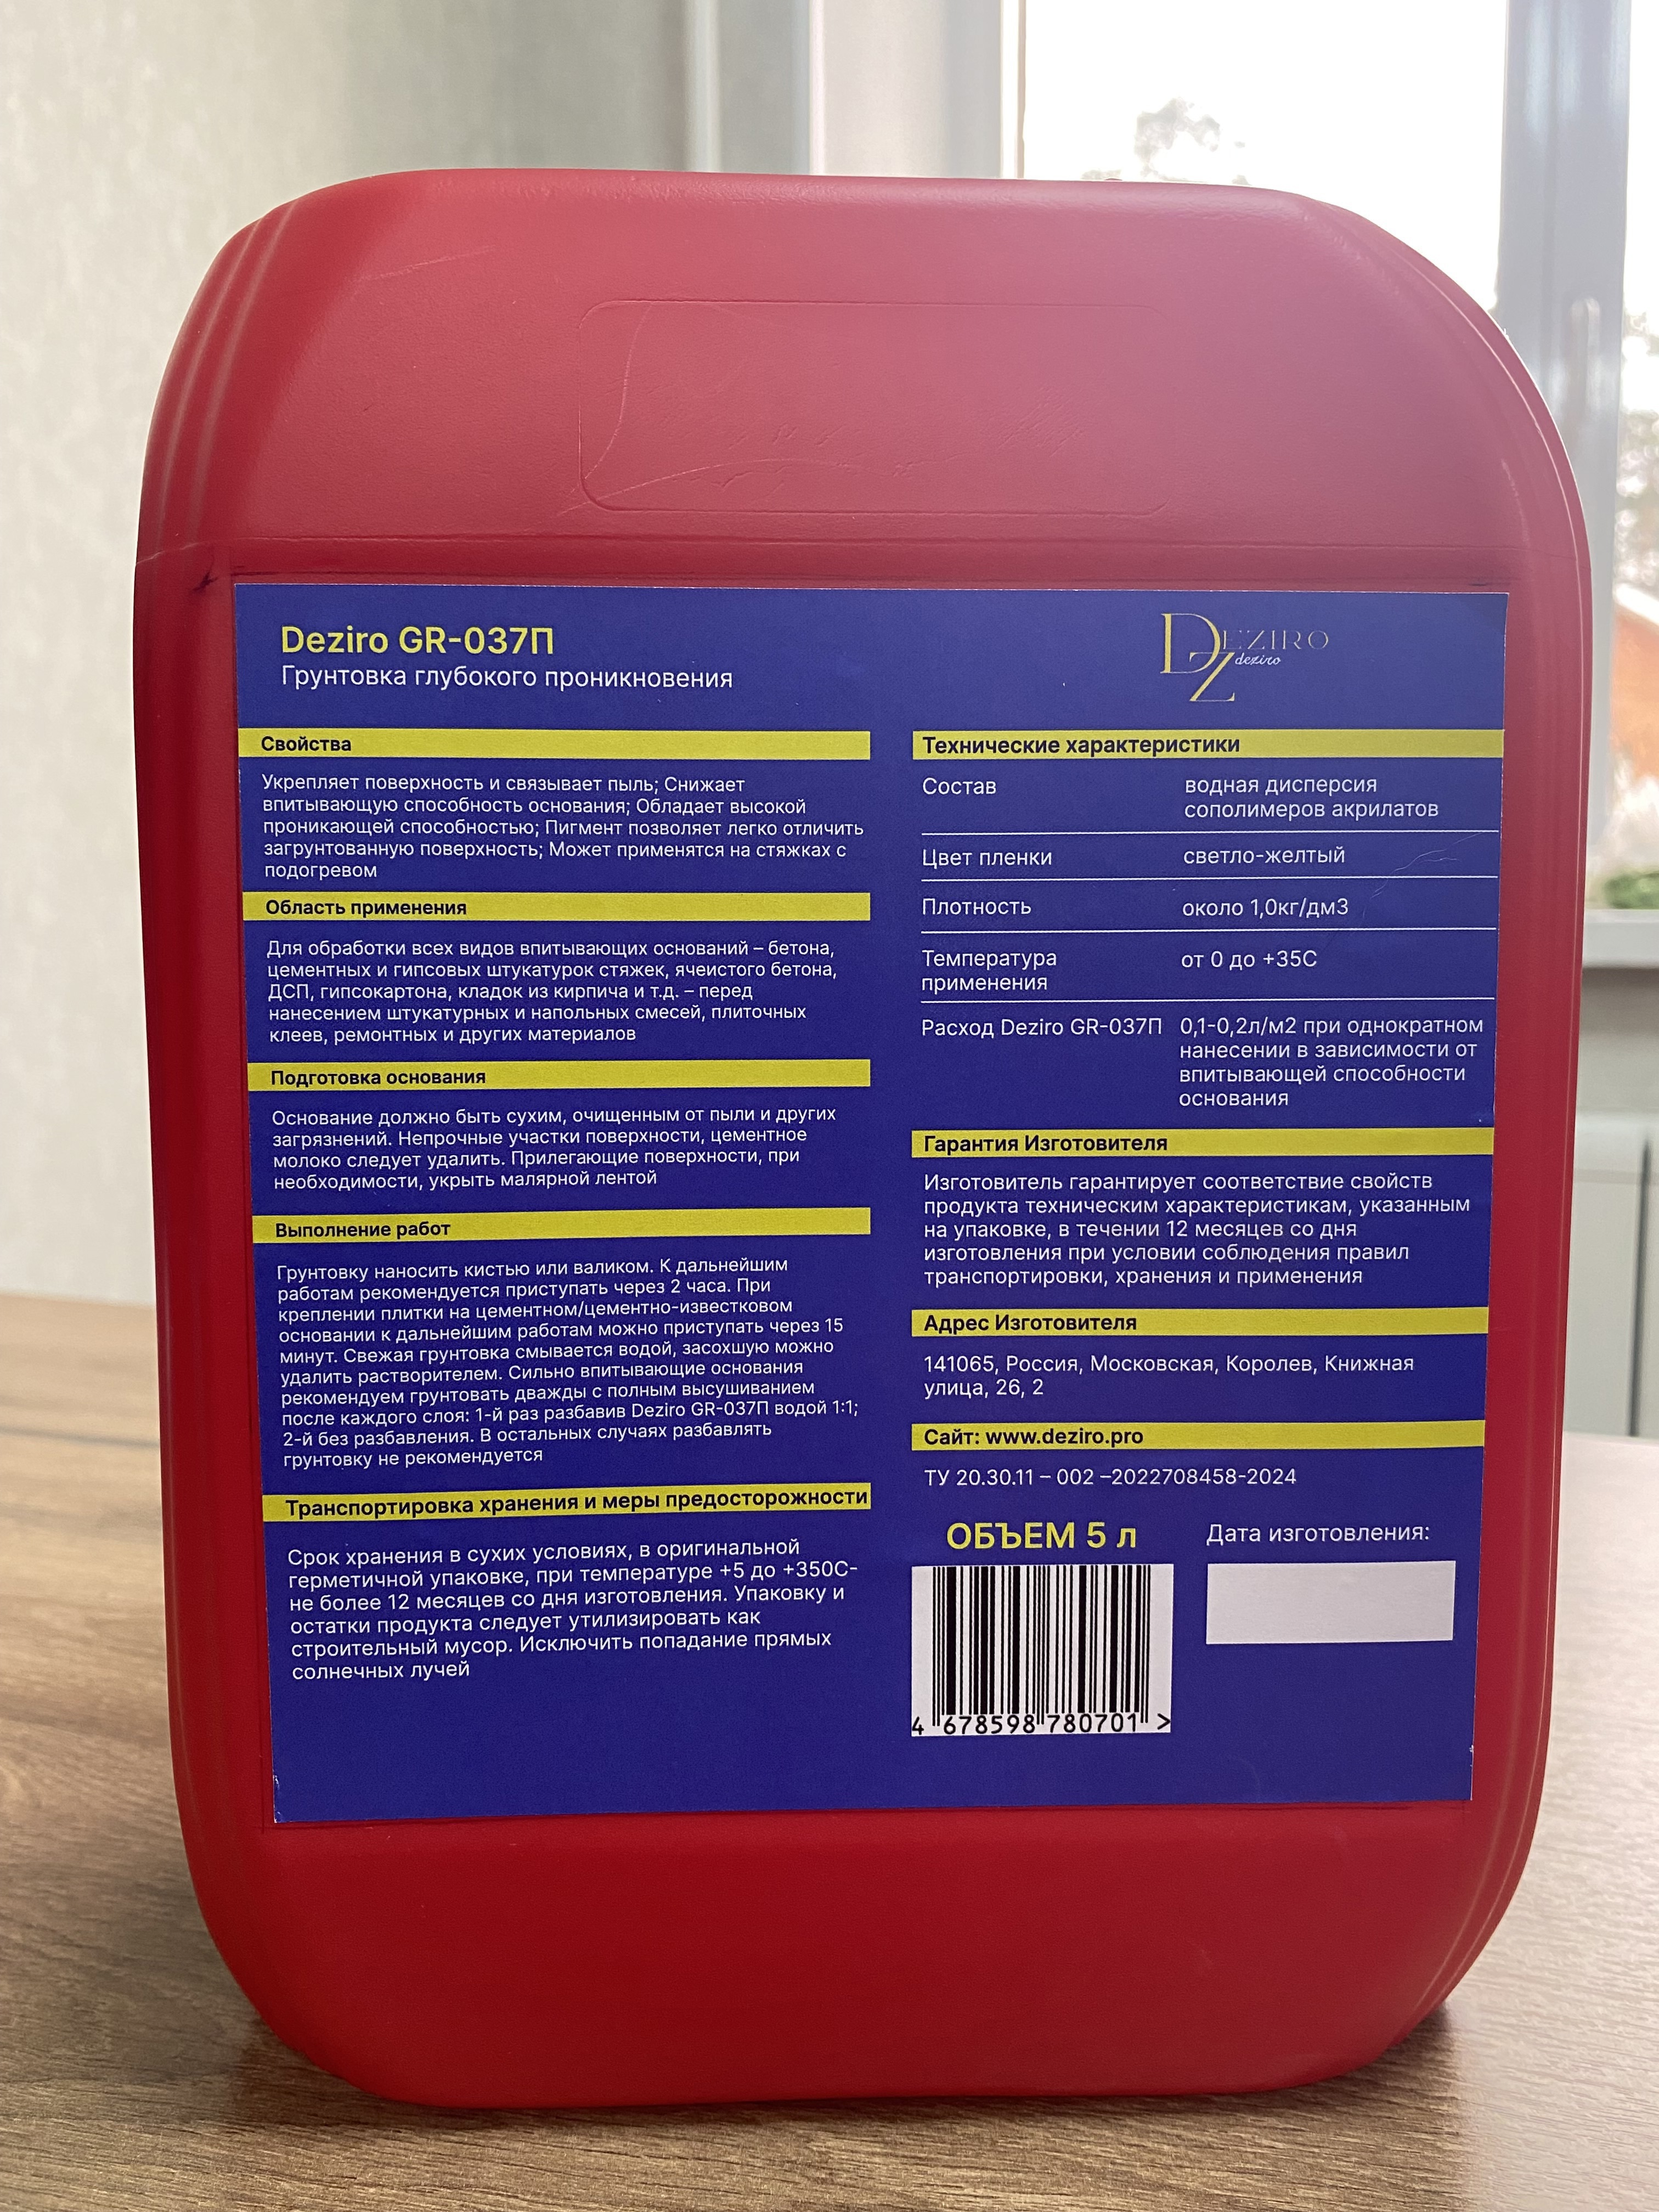 Deziro GR-037П
Грунтовка глубокого проникновения
DEZIRO
deziro
Свойства
Укрепляет поверхность и связывает пыль; Снижает
впитывающую способность основания; Обладает высокой
проникающей способностью; Пигмент позволяет легко отличить
загрунтованную поверхность; Может применятся на стяжках с
подогревом
Область применения
Для обработки всех видов впитывающих оснований – бетона,
цементных и гипсовых штукатурок стяжек, ячеистого бетона,
ДСП, гипсокартона, кладок из кирпича и т.д. – перед
нанесением штукатурных и напольных смесей, плиточных
клеев, ремонтных и других материалов
Подготовка основания
Основание должно быть сухим, очищенным от пыли и других
загрязнений. Непрочные участки поверхности, цементное
молоко следует удалить. Прилегающие поверхности, при
необходимости, укрыть малярной лентой
Выполнение работ
Грунтовку наносить кистью или валиком. К дальнейшим
работам рекомендуется приступать через 2 часа. При
креплении плитки на цементном/цементно-известковом
основании к дальнейшим работам можно приступать через 15
минут. Свежая грунтовка смывается водой, засохшую можно
удалить растворителем. Сильно впитывающие основания
рекомендуем грунтовать дважды с полным высушиванием
после каждого слоя: 1-й раз разбавив Deziro GR-037П водой 1:1;
2-й без разбавления. В остальных случаях разбавлять
грунтовку не рекомендуется
Транспортировка хранения и меры предосторожности
Срок хранения в сухих условиях, в оригинальной
герметичной упаковке, при температуре +5 до +350С-
не более 12 месяцев со дня изготовления. Упаковку и
остатки продукта следует утилизировать как
строительный мусор. Исключить попадание прямых
солнечных лучей
Технические характеристики
Состав водная дисперсия
сополимеров акрилатов
Цвет пленки светло-желтый
Плотность около 1,0кг/дм3
Температура от 0 до +35С
применения
Расход Deziro GR-037П 0,1-0,2л/м2 при однократном
нанесении в зависимости от
впитывающей способности
основания
Гарантия Изготовителя
Изготовитель гарантирует соответствие свойств
продукта техническим характеристикам, указанным
на упаковке, в течении 12 месяцев со дня
изготовления при условии соблюдения правил
транспортировки, хранения и применения
Адрес Изготовителя
141065, Россия, Московская, Королев, Книжная
улица, 26, 2
Сайт: www.deziro.pro
ТУ 20.30.11 – 002 –2022708458-2024
ОБЪЕМ 5 л
Дата изготовления:
4 678598 780701 >